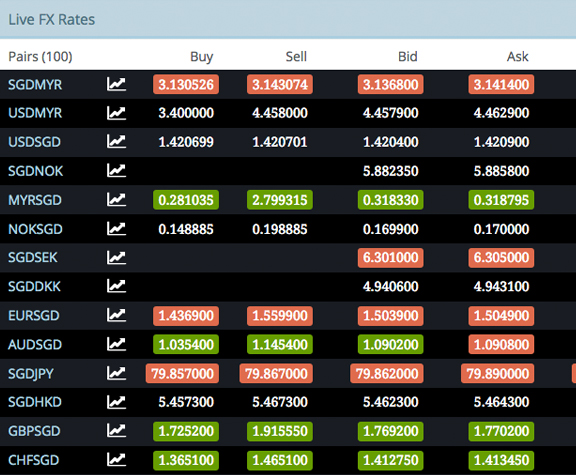 Live FX Rates
Pairs (100) Buy Sell Bid Ask
SGDMYR 3.130526 3.143074 3.136800 3.141400
USDMYR 3.400000 4.458000 4.457900 4.462900
USDSGD 1.420699 1.420701 1.420400 1.420900
SGDNOK 5.882350 5.885800
MYRSGD 0.281035 2.799315 0.318330 0.318795
NOKSGD 0.148885 0.198885 0.169900 0.170000
SGDSEK 6.301000 6.305000
SGDDKK 4.940600 4.943100
EURSGD 1.436900 1.559900 1.503900 1.504900
AUDSGD 1.035400 1.145400 1.090200 1.090800
SGDJPY 79.857000 79.867000 79.862000 79.890000
SGDHKD 5.457300 5.467300 5.462300 5.464300
GBPSGD 1.725200 1.915550 1.769200 1.770200
CHFSGD 1.365100 1.465100 1.412750 1.413450